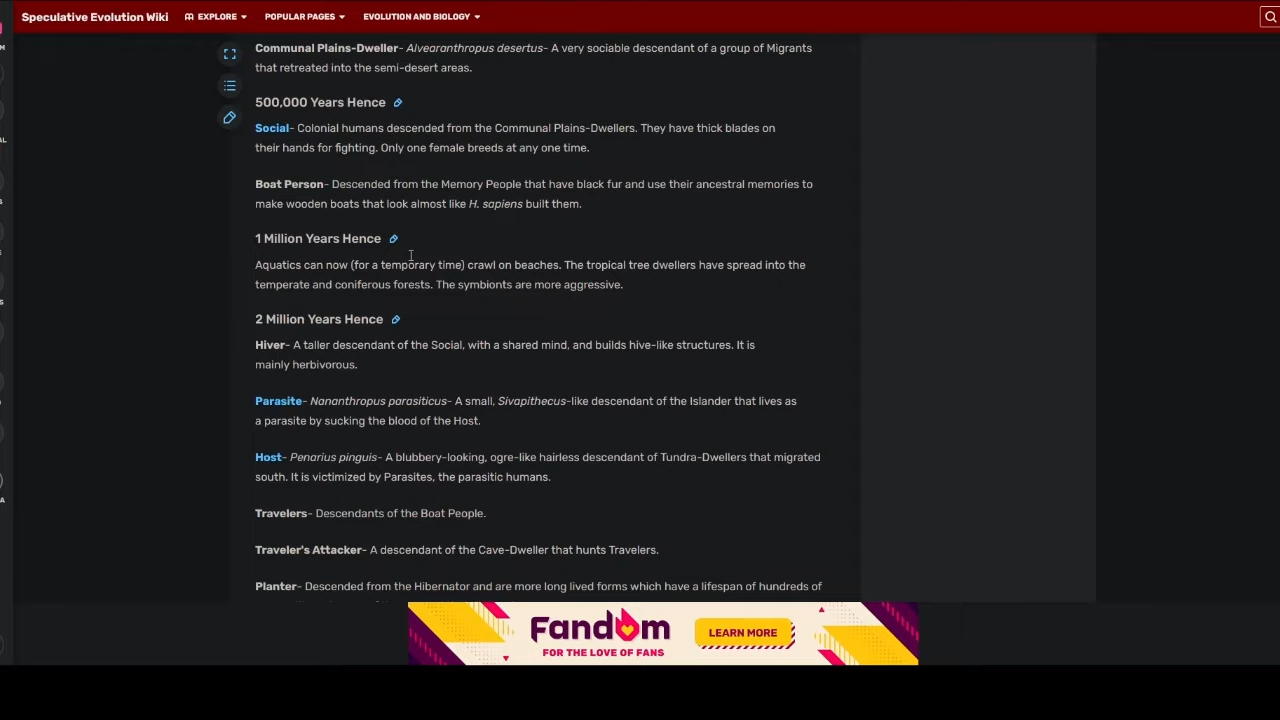 Speculative Evolution Wiki
EXPLORE
POPULAR PAGES
EVOLUTION AND BIOLOGY
Communal Plains-Dweller- Alvearanthropus desertus- A very sociable descendant of a group of Migrants
that retreated into the semi-desert areas.
500,000 Years Hence
Social- Colonial humans descended from the Communal Plains-Dwellers. They have thick blades on
their hands for fighting. Only one female breeds at any one time.
Boat Person- Descended from the Memory People that have black fur and use their ancestral memories to
make wooden boats that look almost like H. sapiens built them.
1 Million Years Hence
Aquatics can now (for a temporary time) crawl on beaches. The tropical tree dwellers have spread into the
temperate and coniferous forests. The symbionts are more aggressive.
2 Million Years Hence
Hiver- A taller descendant of the Social, with a shared mind, and builds hive-like structures. It is
mainly herbivorous.
Parasite- Nananthropus parasiticus- A small, Sivapithecus-like descendant of the Islander that lives as
a parasite by sucking the blood of the Host.
Host- Penarius pinguis- A blubbery-looking, ogre-like hairless descendant of Tundra-Dwellers that migrated
south. It is victimized by Parasites, the parasitic humans.
Travelers- Descendants of the Boat People.
Traveler's Attacker- A descendant of the Cave-Dweller that hunts Travelers.
Planter- Descended from the Hibernator and are more long lived forms which have a lifespan of hundreds of
Fandom
FOR THE LOVE OF FANS
LEARN MORE